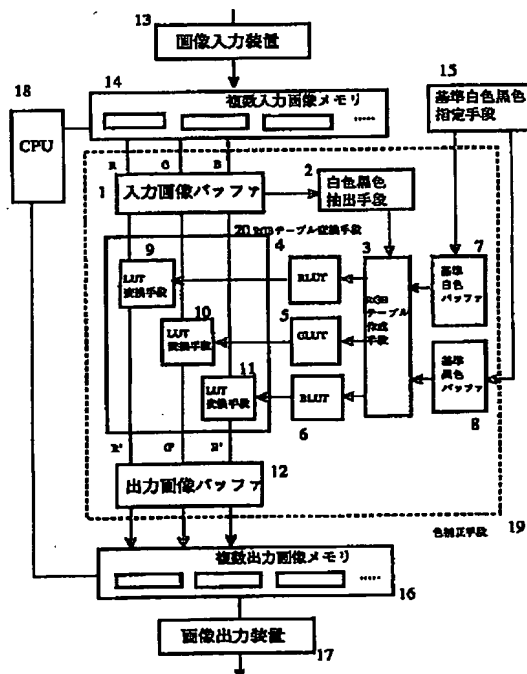 13
画像入力装置
18
14
複数入力画像メモリ
.....
15
基準白色黒色
指定手段
CPU
R
G
B
1
入力画像バッファ
2
白色黒色
抽出手段
20 RGBテーブル変換手段
9
LUT
変換手段
4
RLUT
3
RGB
テーブル
作成
手段
7
基準
白色
バッファ
10
LUT
変換手段
5
GLUT
11
LUT
変換手段
6
BLUT
基準
黒色
バッファ
8
R'
G'
B'
出力画像バッファ
12
19
色補正手段
複数出力画像メモリ
.....
16
画像出力装置
17